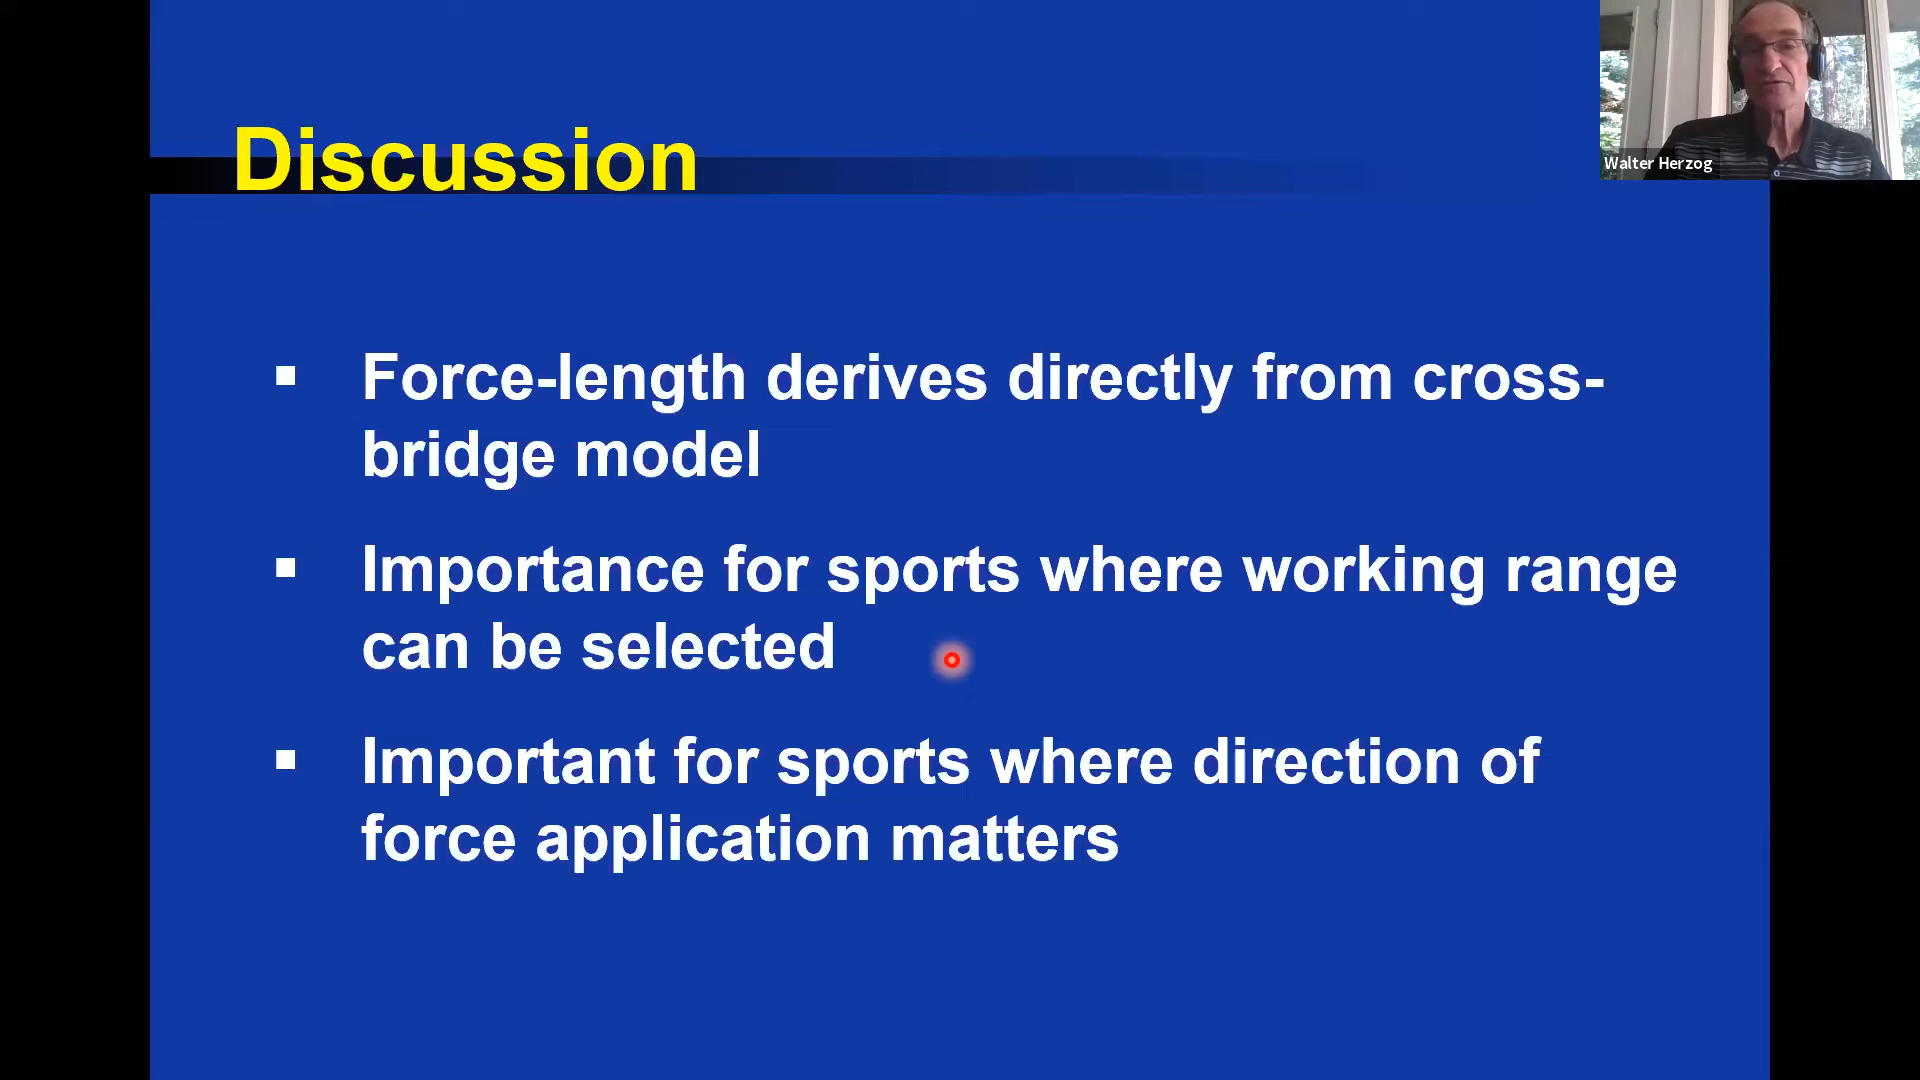 Discussion
Walter Herzog
▪ Force-length derives directly from cross-
bridge model
▪ Importance for sports where working range
can be selected
▪ Important for sports where direction of
force application matters